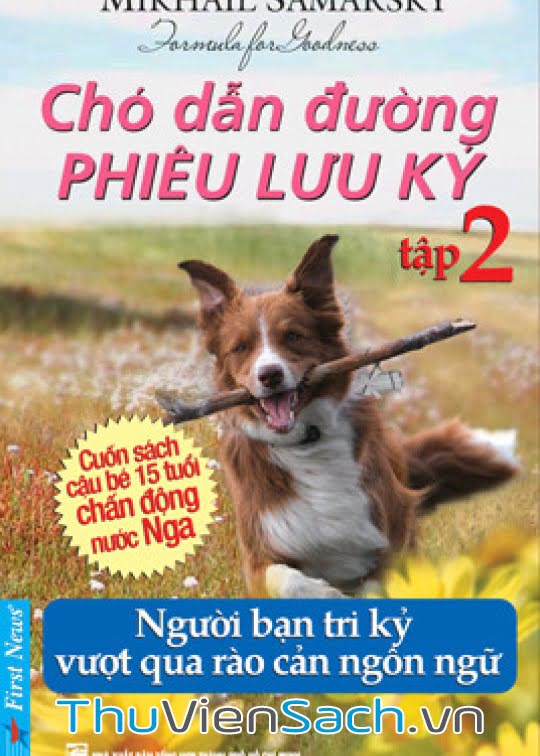 MIKHAIL SAMARSKY
Formula for Goodness
Chó dẫn đường
PHIÊU LƯU KÝ
tập 2
Cuốn sách
cậu bé 15 tuổi
chấn động
nước Nga
Người bạn tri kỷ
vượt qua rào cản ngôn ngữ
First News
ThuVienSach.vn